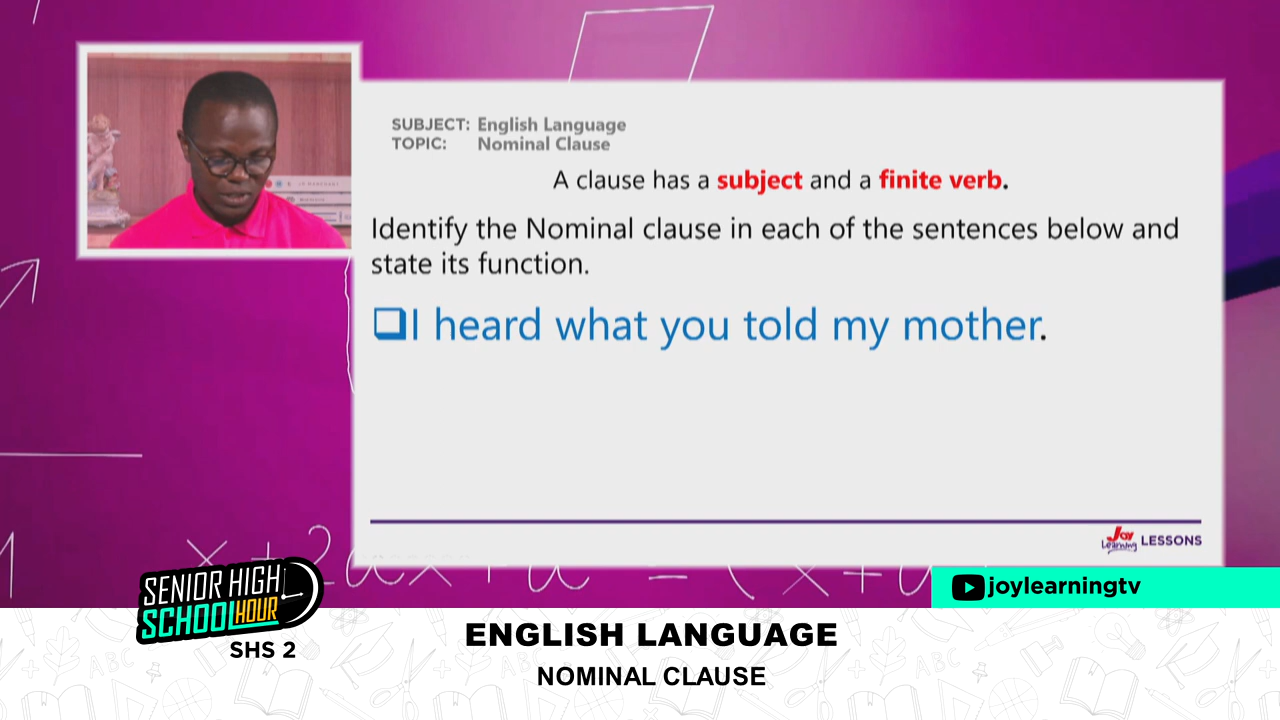 SUBJECT: English Language
TOPIC: Nominal Clause
A clause has a subject and a finite verb.
Identify the Nominal clause in each of the sentences below and
state its function.
❑I heard what you told my mother.
Joy
Learning LESSONS
joylearningtv
SENIOR HIGH
SCHOOL HOUR
SHS 2
ENGLISH LANGUAGE
NOMINAL CLAUSE